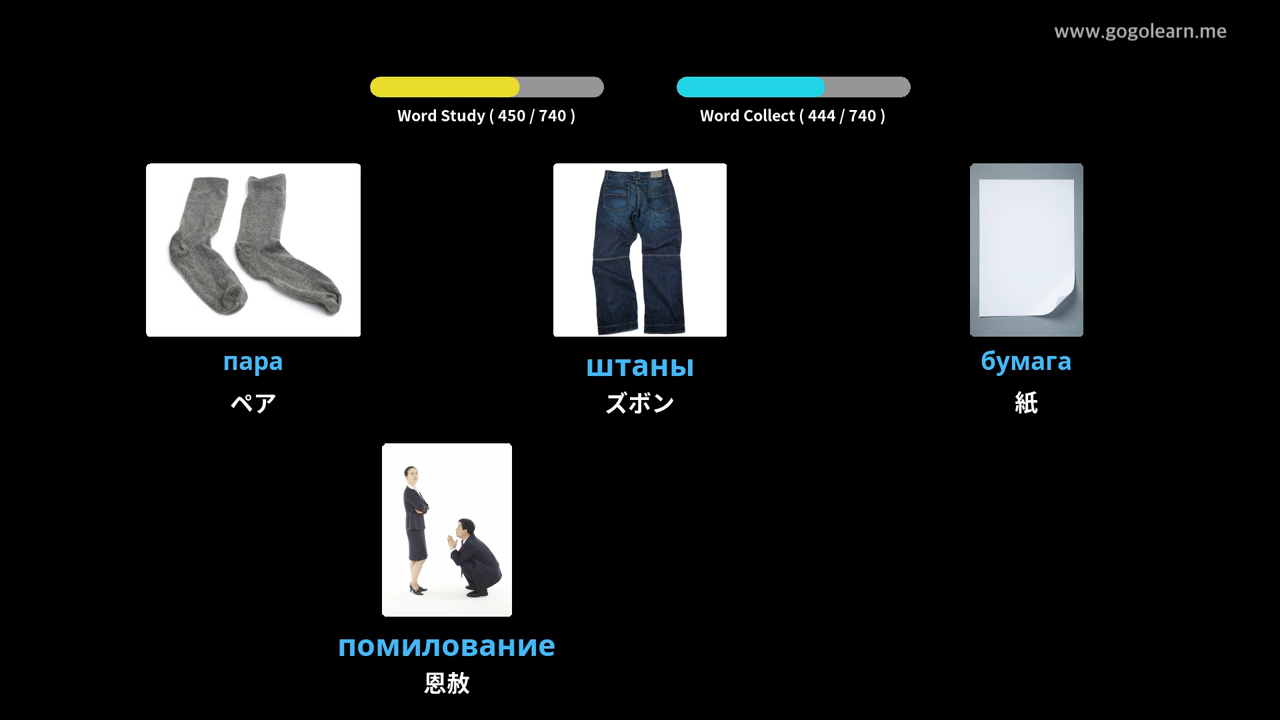 www.gogolearn.me
Word Study ( 450 / 740 )
Word Collect ( 444 / 740 )
пара
ペア
штаны
ズボン
бумага
紙
помилование
恩赦